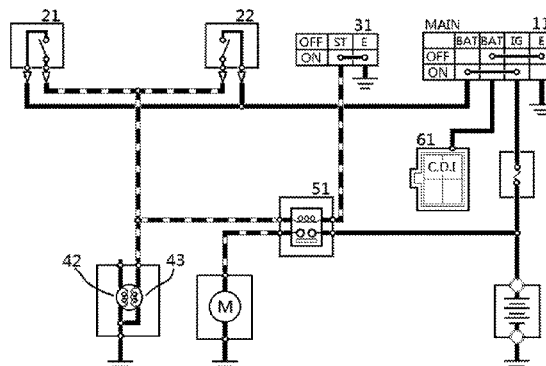 21
22
31
OFF ST E
ON
MAIN 11
BAT BAT IG E
OFF
ON
61
C.D.I
51
42 43
M